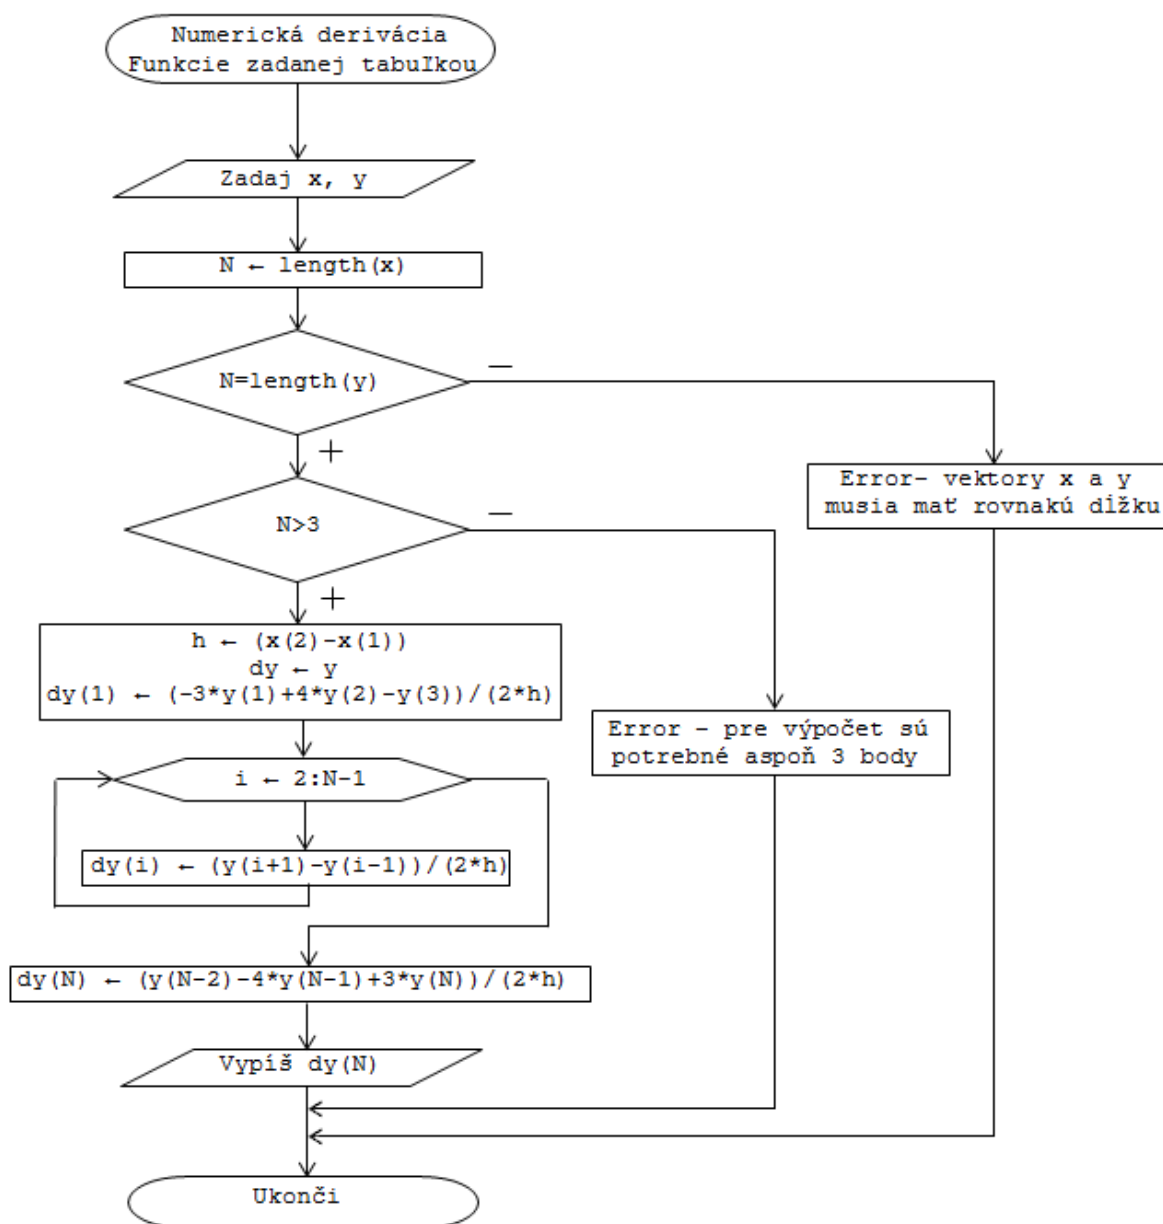 Numerická derivácia
Funkcie zadanej tabuľkou
Zadaj x, y
N ← length(x)
N=length(y)
—
+
Error- vektory x a y
musia mať rovnakú dĺžku
N>3
—
+
h ← (x(2)-x(1))
dy ← y
dy(1) ← (-3*y(1)+4*y(2)-y(3))/(2*h)
Error - pre výpočet sú
potrebné aspoň 3 body
i ← 2:N-1
dy(i) ← (y(i+1)-y(i-1))/(2*h)
dy(N) ← (y(N-2)-4*y(N-1)+3*y(N))/(2*h)
Vypíš dy(N)
Ukonči